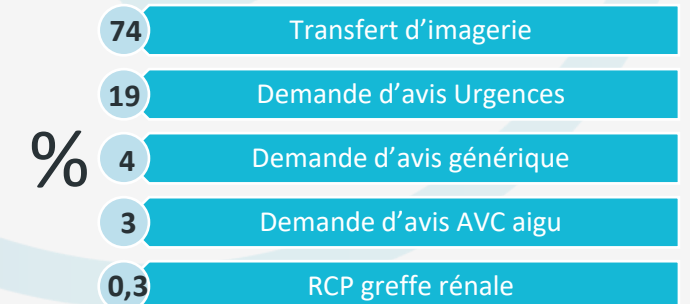 74 Transfert d’imagerie
19 Demande d’avis Urgences
%
4 Demande d’avis générique
3 Demande d’avis AVC aigu
0,3 RCP greffe rénale